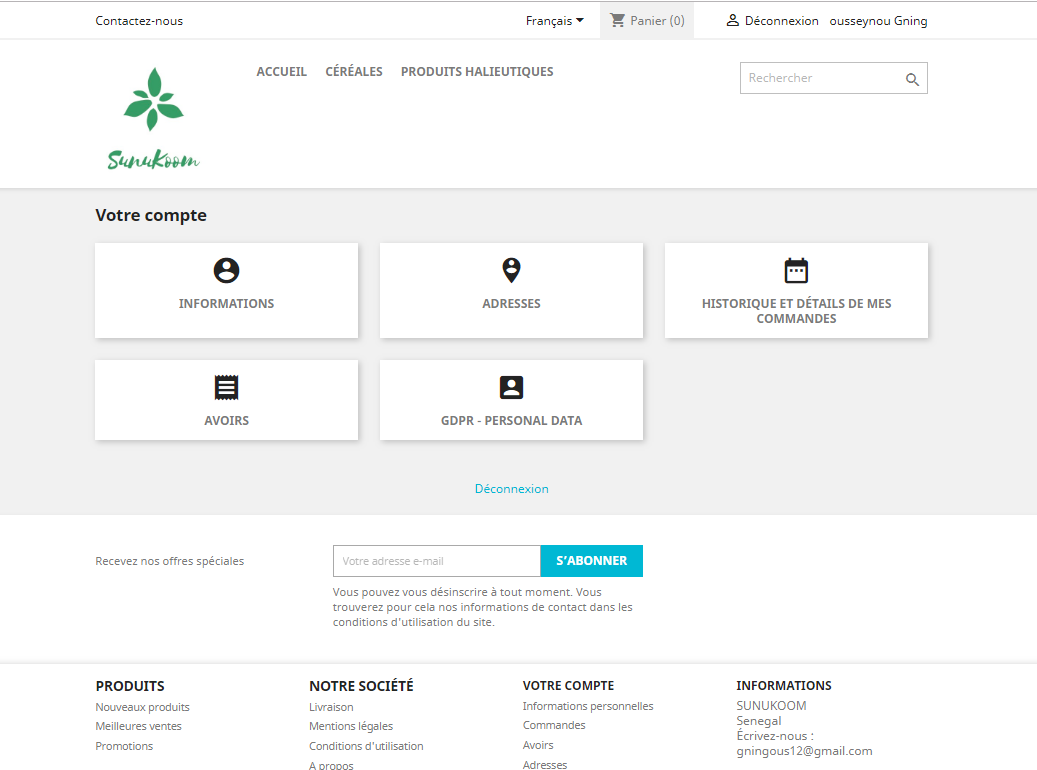 Contactez-nous
Français
Panier (0)
Déconnexion
ousseynou Gning
SunuKoom
ACCUEIL
CÉRÉALES
PRODUITS HALIEUTIQUES
Rechercher
Votre compte
INFORMATIONS
ADRESSES
HISTORIQUE ET DÉTAILS DE MES
COMMANDES
AVOIRS
GDPR - PERSONAL DATA
Déconnexion
Recevez nos offres spéciales
Votre adresse e-mail
S’ABONNER
Vous pouvez vous désinscrire à tout moment. Vous
trouverez pour cela nos informations de contact dans les
conditions d'utilisation du site.
PRODUITS
Nouveaux produits
Meilleures ventes
Promotions
NOTRE SOCIÉTÉ
Livraison
Mentions légales
Conditions d'utilisation
A propos
VOTRE COMPTE
Informations personnelles
Commandes
Avoirs
Adresses
INFORMATIONS
SUNUKOOM
Senegal
Écrivez-nous :
gningous12@gmail.com